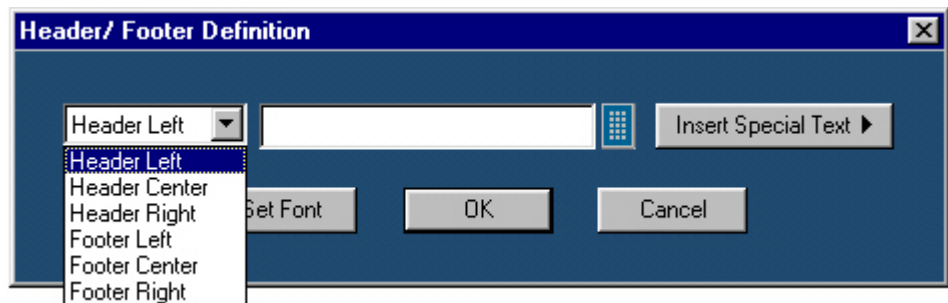 Header/ Footer Definition
Header Left
Insert Special Text
Header Left
Header Center
Header Right
Footer Left
Footer Center
Footer Right
Set Font
OK
Cancel